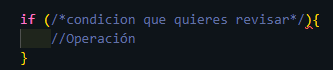 if (/*condicion que quieres revisar*/){
    //Operación
}